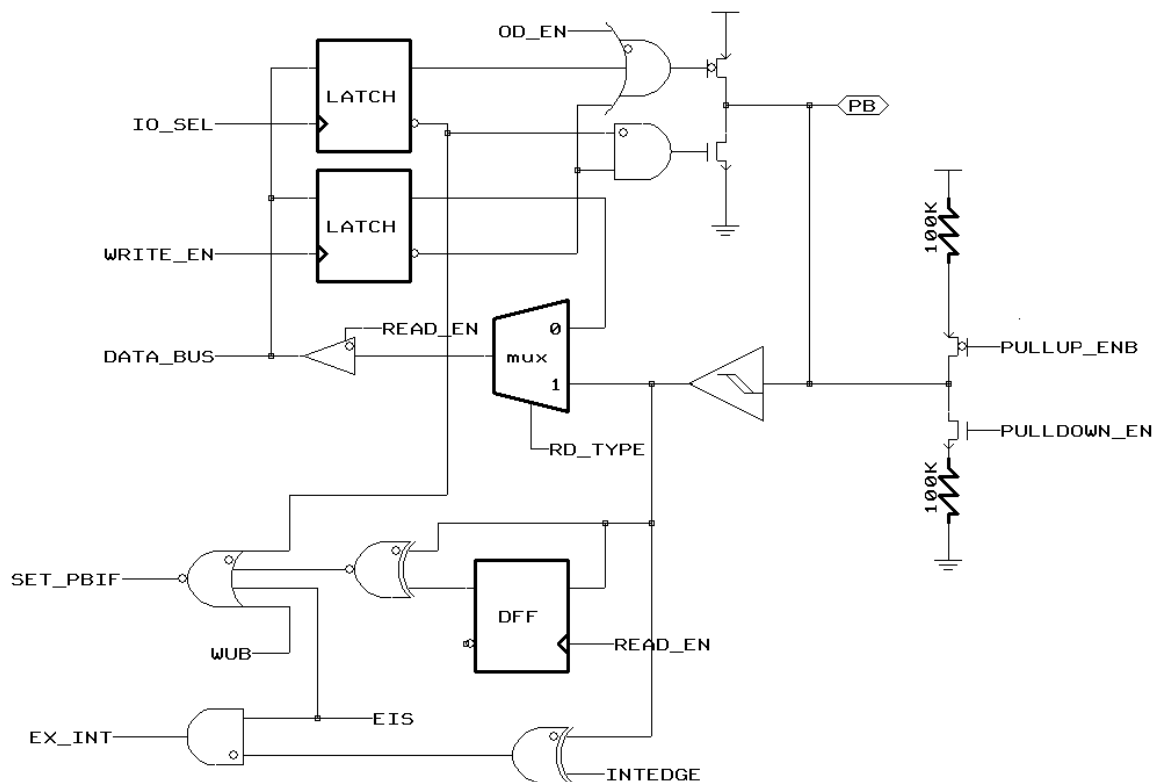 OD_EN
LATCH
PB
IO_SEL
LATCH
100K
WRITE_EN
0
READ_EN
DATA_BUS
mux
PULLUP_ENB
1
PULLDOWN_EN
RD_TYPE
100K
SET_PBIF
DFF
READ_EN
WUB
EIS
EX_INT
INTEDGE